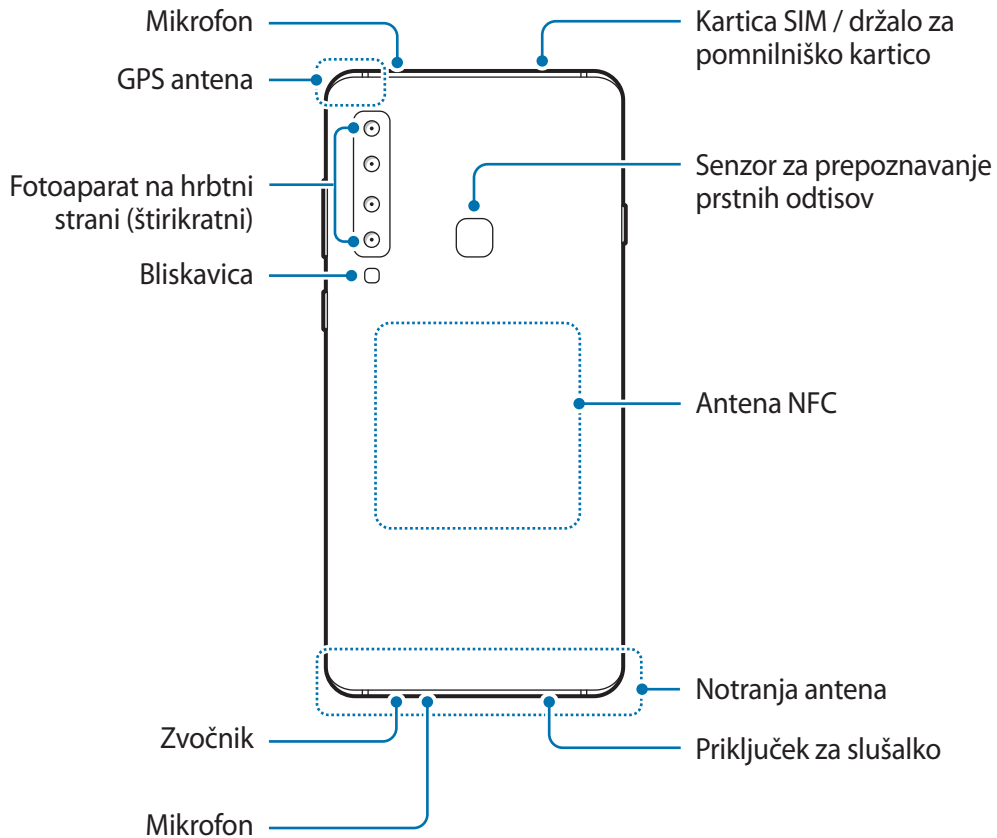 Mikrofon
GPS antena
Fotoaparat na hrbtni
strani (štirikratni)
Bliskavica
Zvočnik
Mikrofon
Kartica SIM / držalo za
pomnilniško kartico
Senzor za prepoznavanje
prstnih odtisov
Antena NFC
Notranja antena
Priključek za slušalko